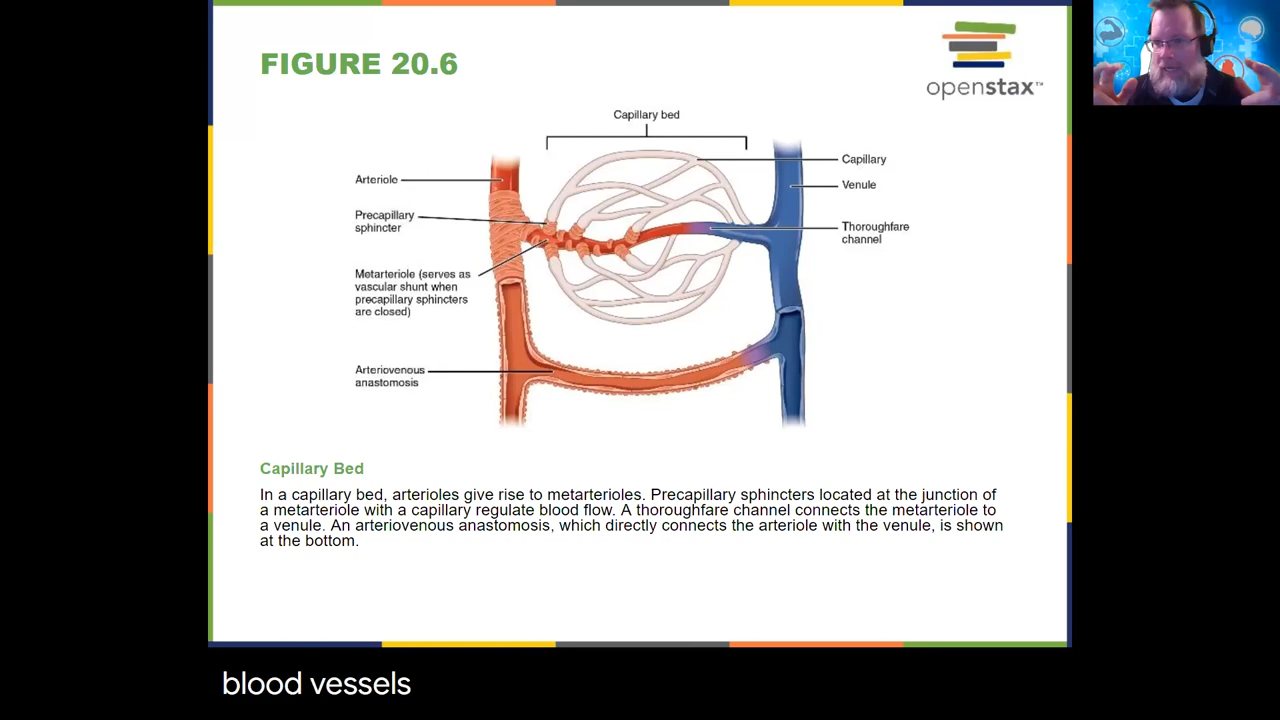 FIGURE 20.6
openstax™
Capillary bed
Arteriole
Precapillary
sphincter
Metarteriole (serves as
vascular shunt when
precapillary sphincters
are closed)
Arteriovenous
anastomosis
Capillary
Venule
Thoroughfare
channel
Capillary Bed
In a capillary bed, arterioles give rise to metarterioles. Precapillary sphincters located at the junction of
a metarteriole with a capillary regulate blood flow. A thoroughfare channel connects the metarteriole to
a venule. An arteriovenous anastomosis, which directly connects the arteriole with the venule, is shown
at the bottom.
blood vessels